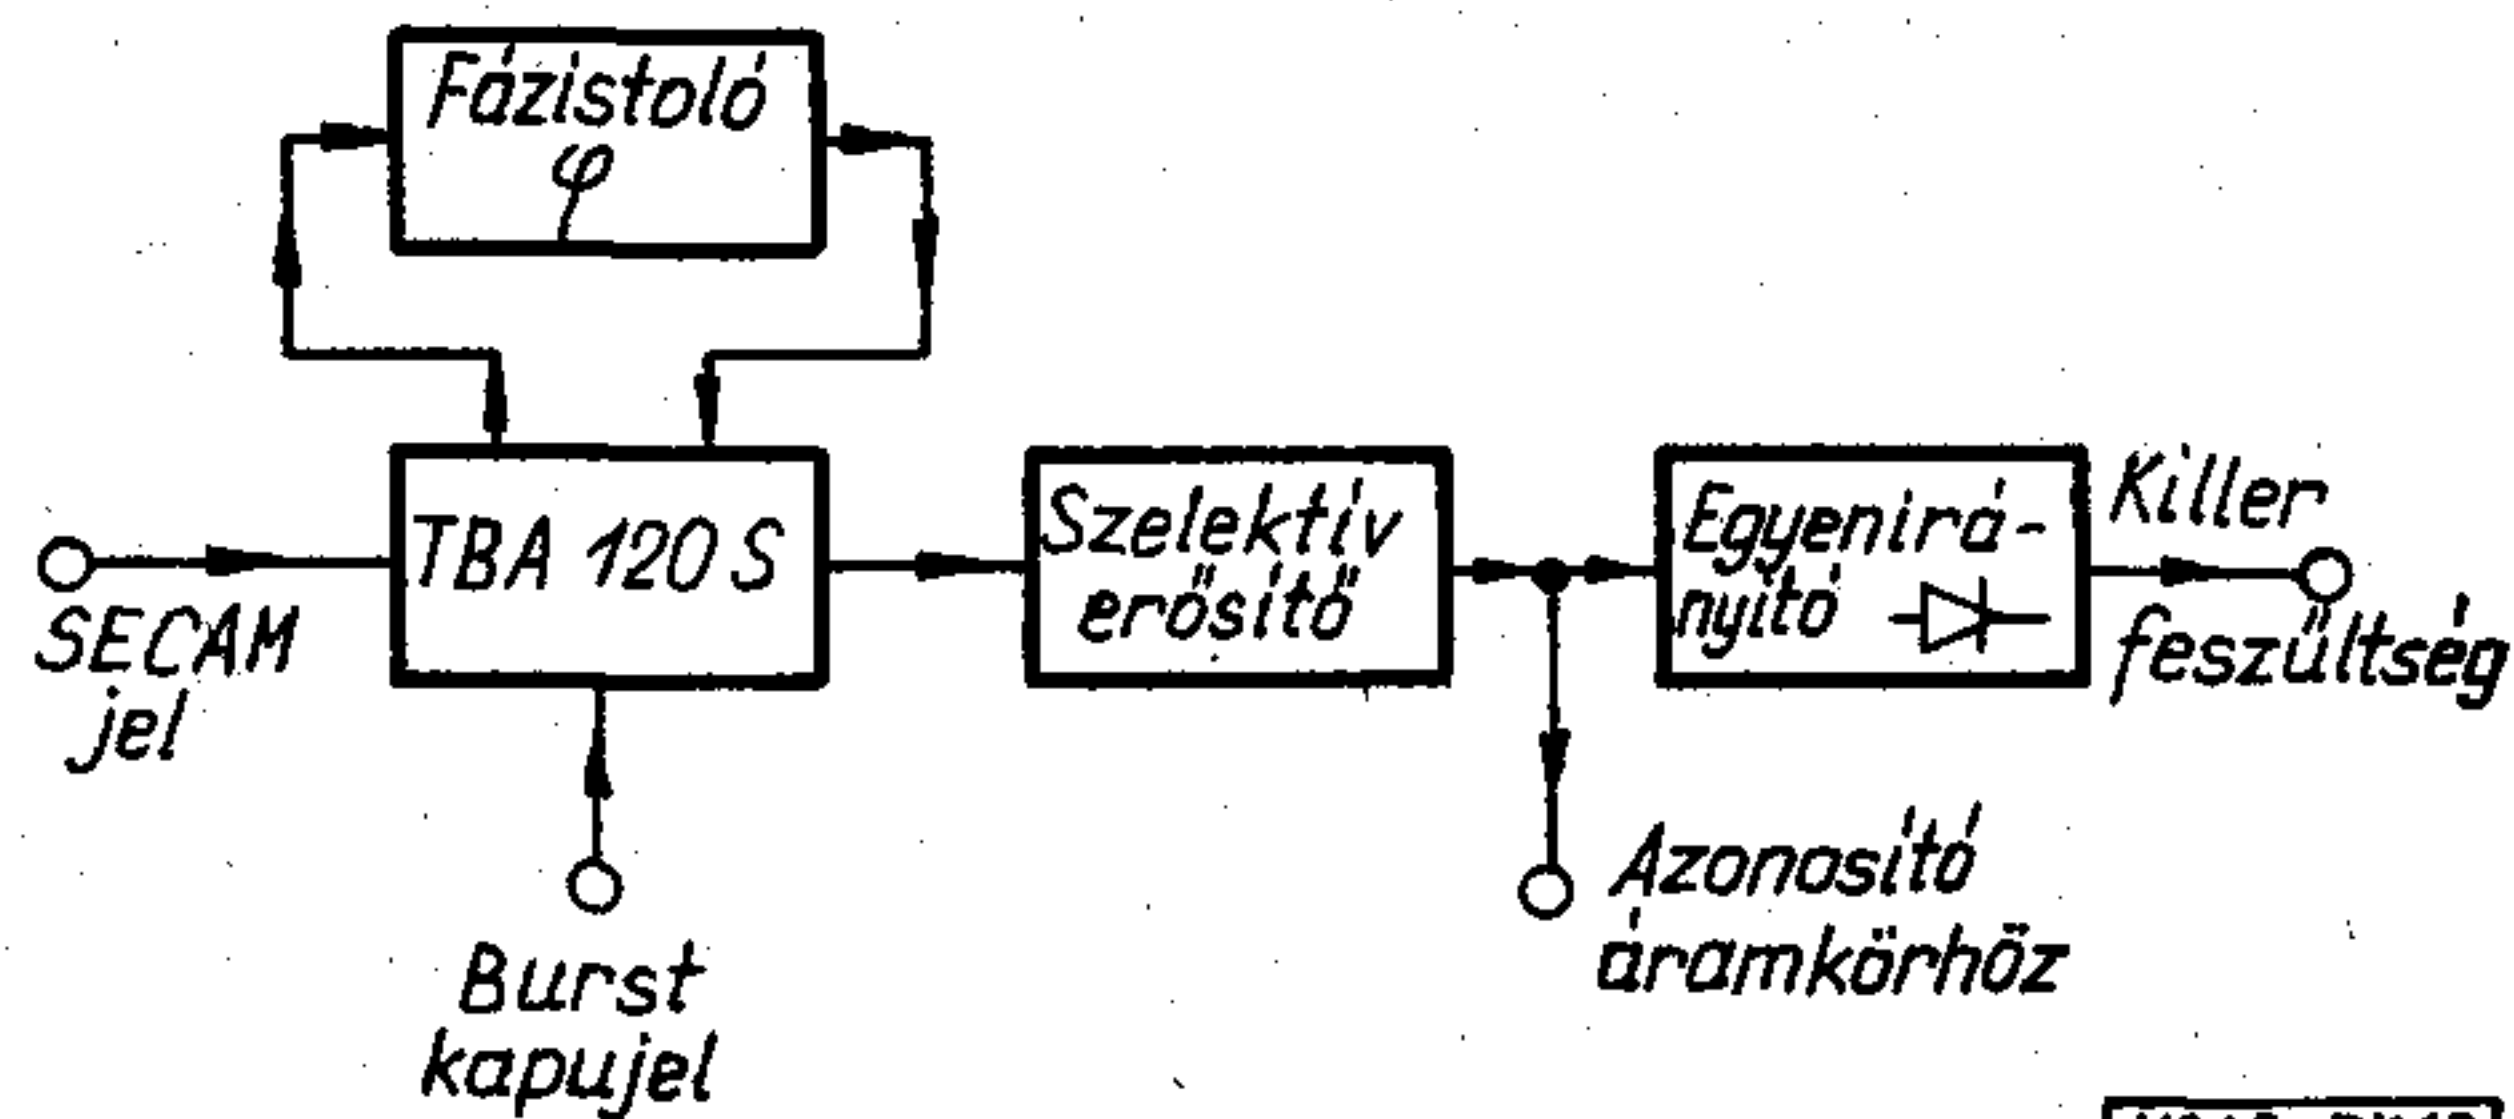 Fázistoló
φ
TBA 120 S
Szelektív
erősítő
Egyenirá-
nyító
Killer
feszültség
SECAM
jel
Burst
kapujel
Azonosító
áramkörhöz